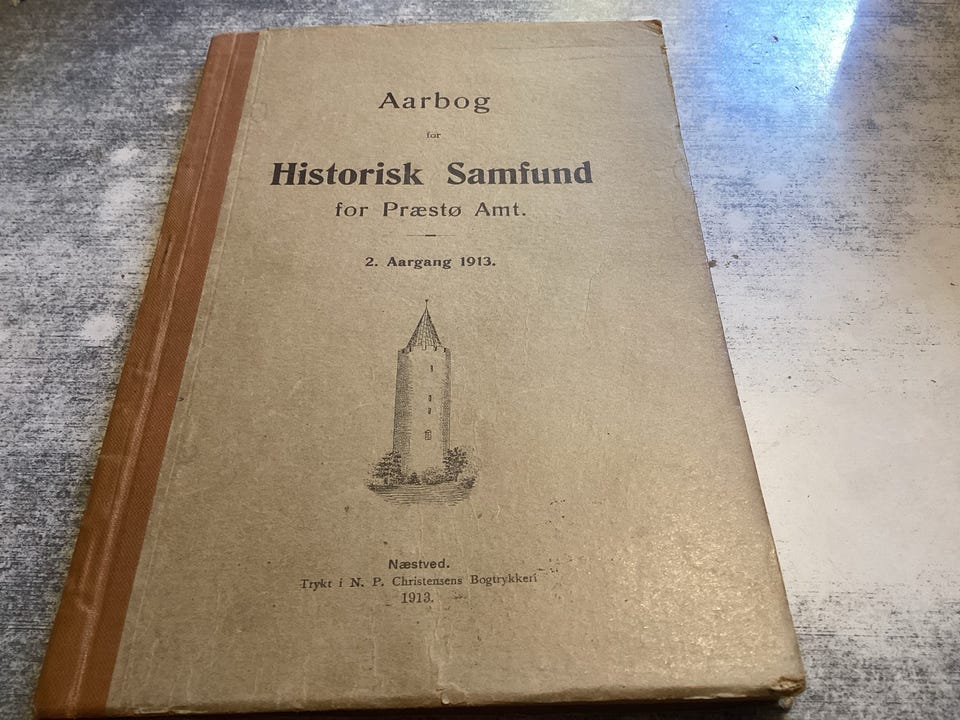 Aarbog
for
Historisk Samfund
for Præstø Amt.
2. Aargang 1913.
Næstved.
Trykt i N. P. Christensens Bogtrykkeri
1913.